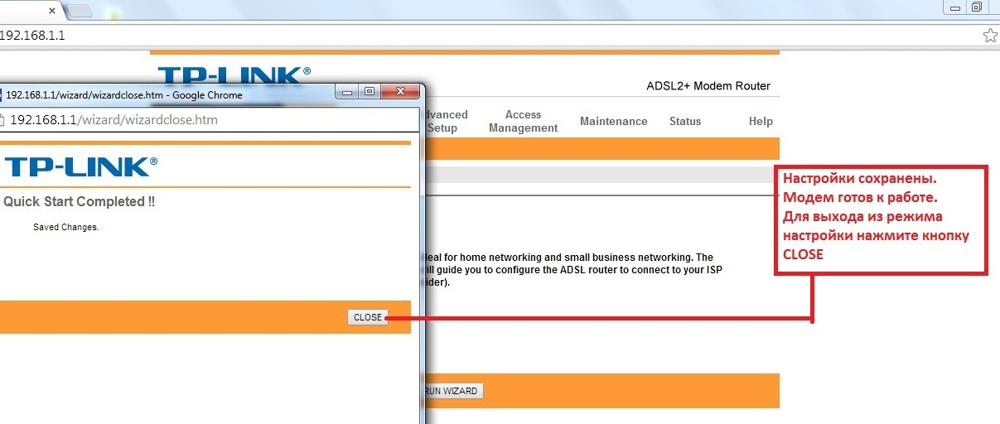 192.168.1.1
TP-LINK®
ADSL2+ Modem Router
192.168.1.1/wizard/wizardclose.htm - Google Chrome
192.168.1.1/wizard/wizardclose.htm
dvanced
Setup
Access
Management
Maintenance
Status
Help
TP-LINK®
Quick Start Completed !!
Saved Changes.
CLOSE
deal for home networking and small business networking. The
ill guide you to configure the ADSL router to connect to your ISP
ider).
RUN WIZARD
Настройки сохранены.
Модем готов к работе.
Для выхода из режима
настройки нажмите кнопку
CLOSE